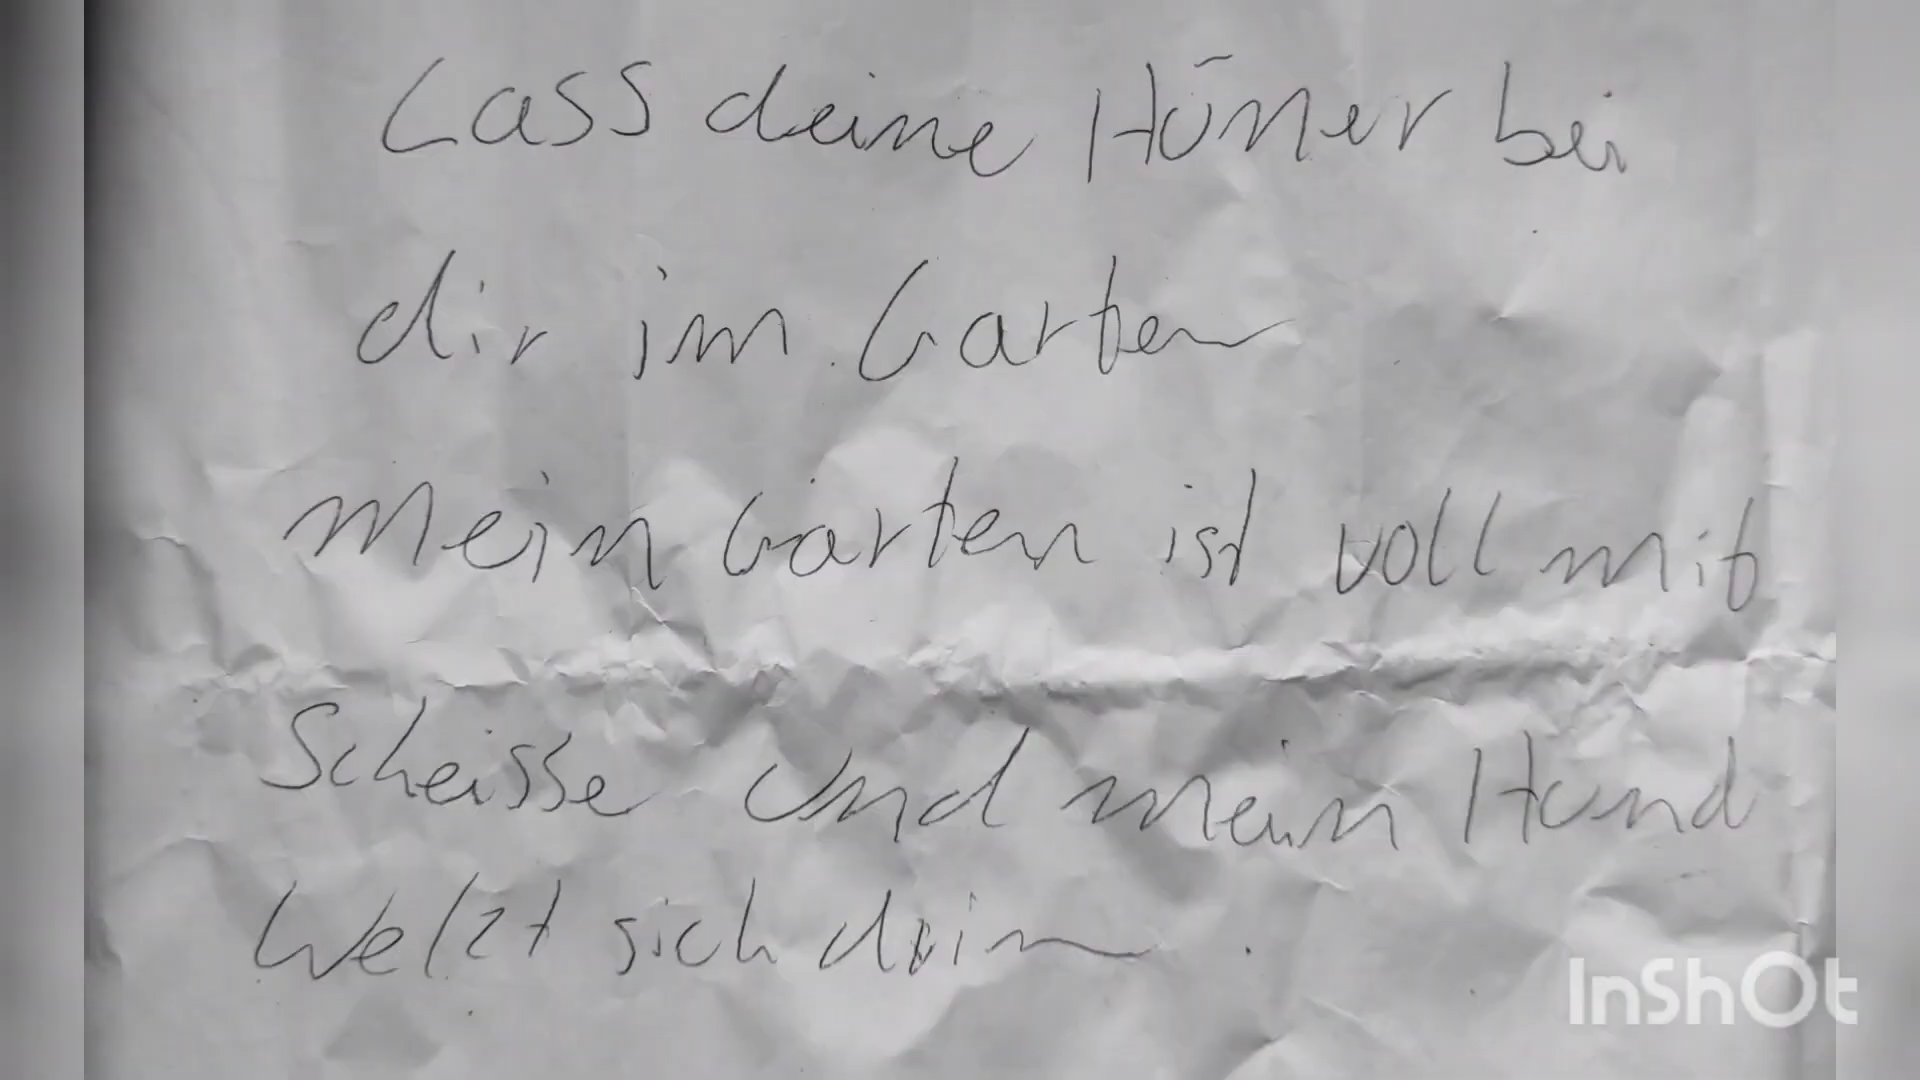 Lass deine Hüner bei
dir im Garten
mein Garten ist voll mit
Scheisse und mein Hund
Welzt sich drin.
InShOt